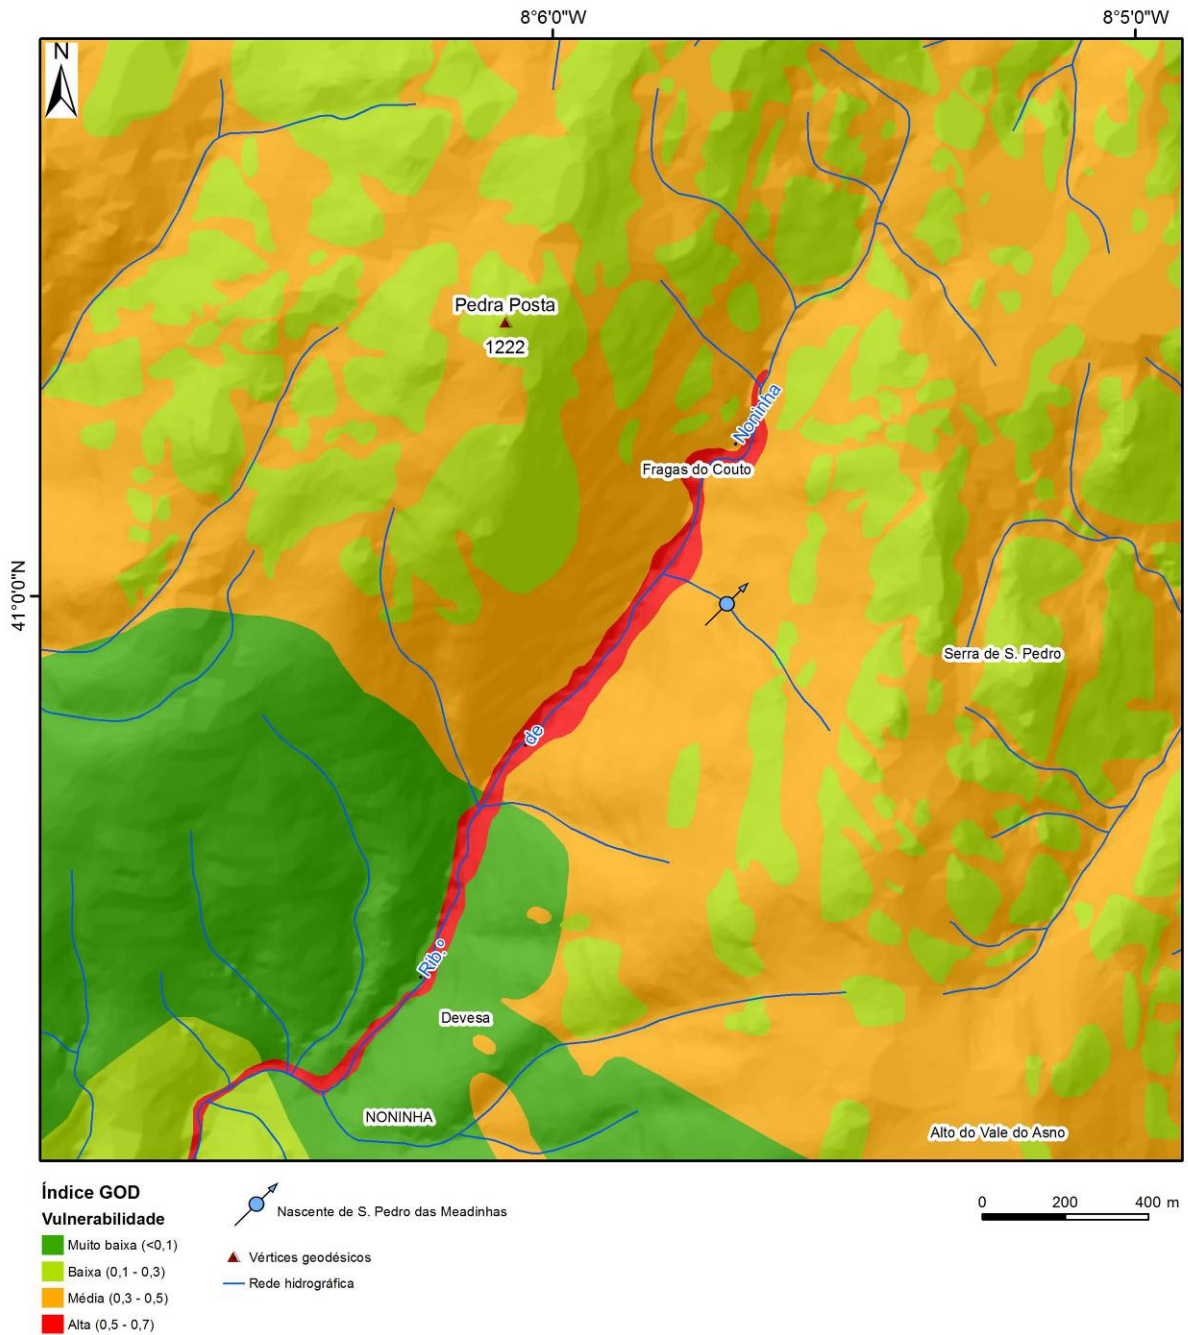 8°6'0"W
8°5'0"W
N
Pedra Posta
1222
Noninha
Fragas do Couto
41°0'0"N
Serra de S. Pedro
de
Rib.º
Devesa
NONINHA
Alto do Vale do Asno
Índice GOD
Vulnerabilidade
Muito baixa (<0,1)
Baixa (0,1 - 0,3)
Média (0,3 - 0,5)
Alta (0,5 - 0,7)
Nascente de S. Pedro das Meadinhas
Vértices geodésicos
Rede hidrográfica
0 200 400 m